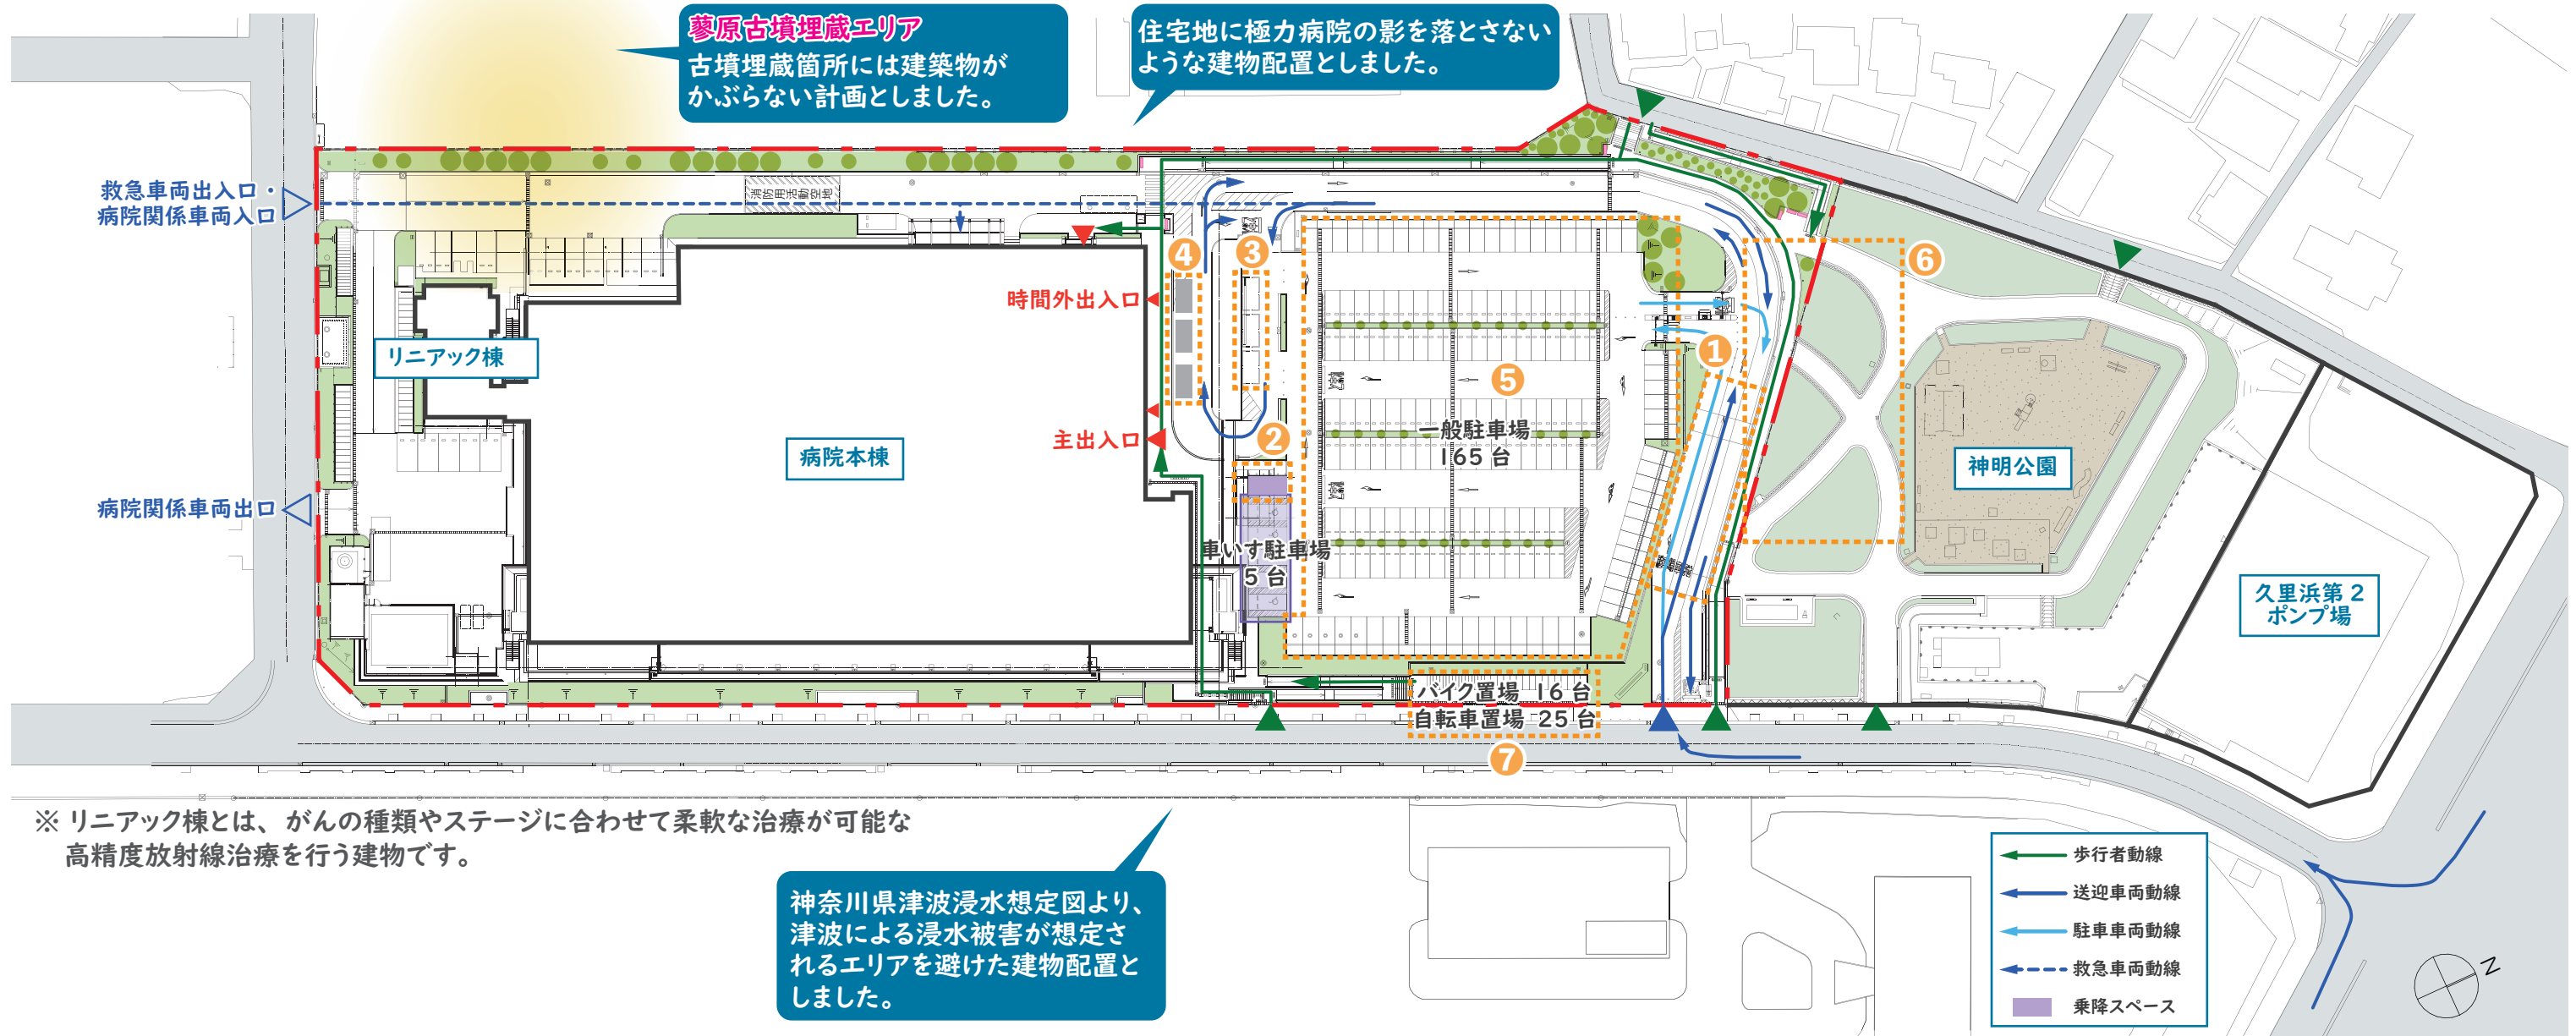 蓼原古墳埋蔵エリア
古墳埋蔵箇所には建築物が
かぶらない計画としました。
住宅地に極力病院の影を落とさない
ような建物配置としました。
救急車両出入口・
病院関係車両入口
消防用活動空地
④
③
⑥
時間外出入口
リニアック棟
①
⑤
一般駐車場
165 台
主出入口
②
病院本棟
神明公園
病院関係車両出口
車いす駐車場
5 台
久里浜第 2
ポンプ場
バイク置場 16 台
自転車置場 25 台
⑦
※ リニアック棟とは、がんの種類やステージに合わせて柔軟な治療が可能な
高精度放射線治療を行う建物です。
神奈川県津波浸水想定図より、
津波による浸水被害が想定さ
れるエリアを避けた建物配置と
しました。
歩行者動線
送迎車両動線
駐車車両動線
救急車両動線
乗降スペース
N